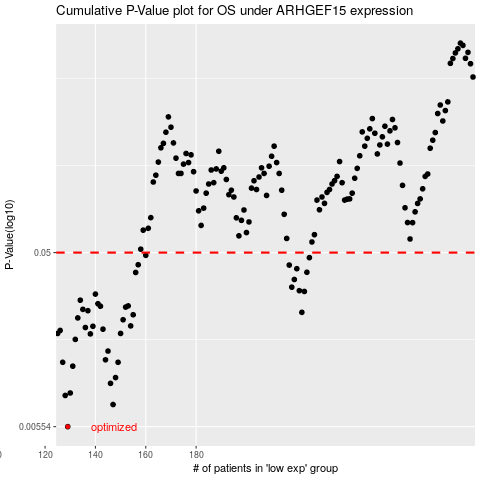 Cumulative P-Value plot for OS under ARHGEF15 expression
P-Value(log10)
0.05
0.00554
optimized
0 120 140 160 180
# of patients in 'low exp' group